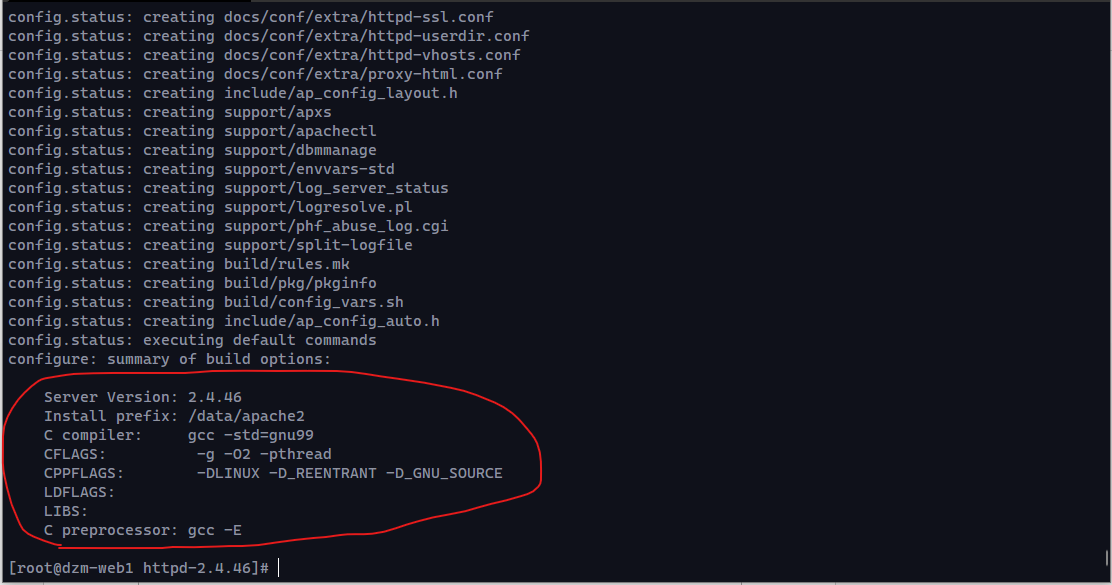 config.status: creating docs/conf/extra/httpd-ssl.conf
config.status: creating docs/conf/extra/httpd-userdir.conf
config.status: creating docs/conf/extra/httpd-vhosts.conf
config.status: creating docs/conf/extra/proxy-html.conf
config.status: creating include/ap_config_layout.h
config.status: creating support/apxs
config.status: creating support/apachectl
config.status: creating support/dbmmanage
config.status: creating support/envvars-std
config.status: creating support/log_server_status
config.status: creating support/logresolve.pl
config.status: creating support/phf_abuse_log.cgi
config.status: creating support/split-logfile
config.status: creating build/rules.mk
config.status: creating build/pkg/pkginfo
config.status: creating build/config_vars.sh
config.status: creating include/ap_config_auto.h
config.status: executing default commands
configure: summary of build options:
Server Version: 2.4.46
Install prefix: /data/apache2
C compiler: gcc -std=gnu99
CFLAGS: -g -O2 -pthread
CPPFLAGS: -DLINUX -D_REENTRANT -D_GNU_SOURCE
LDFLAGS:
LIBS:
C preprocessor: gcc -E
[root@dzm-web1 httpd-2.4.46]#